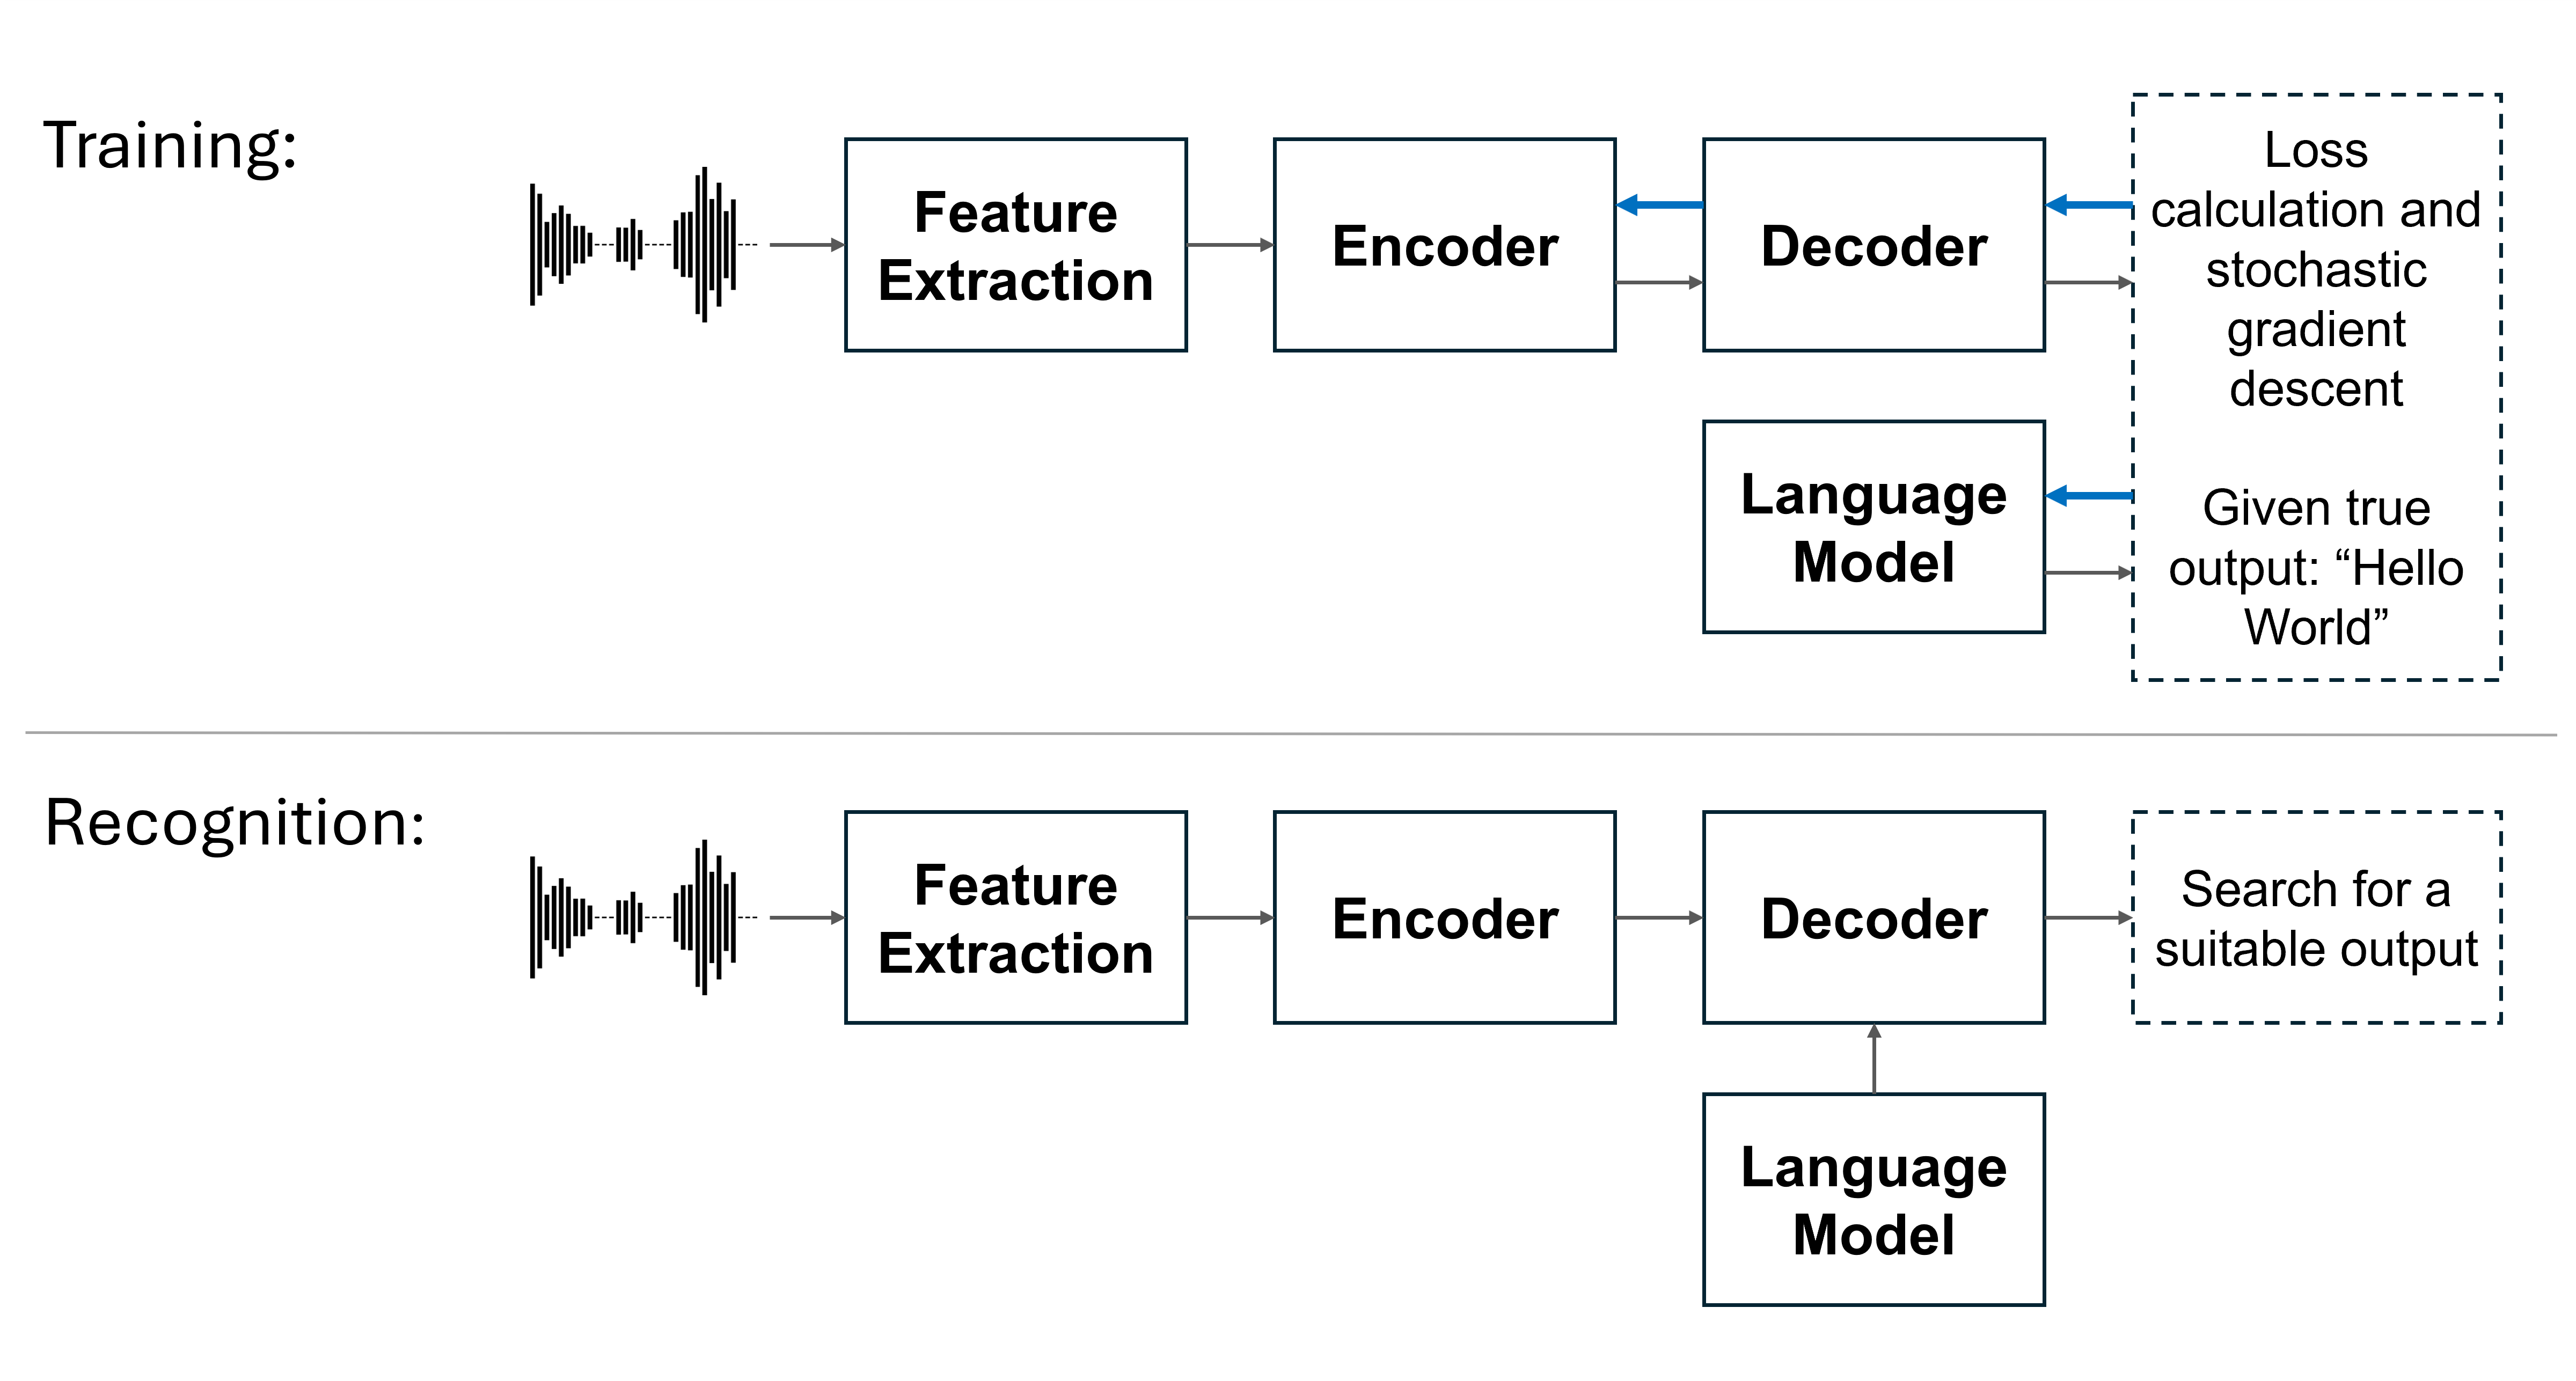 Training:
Feature
Extraction
Encoder
Decoder
Loss
calculation and
stochastic
gradient
descent
Language
Model
Given true
output: “Hello
World”
Recognition:
Feature
Extraction
Encoder
Decoder
Search for a
suitable output
Language
Model